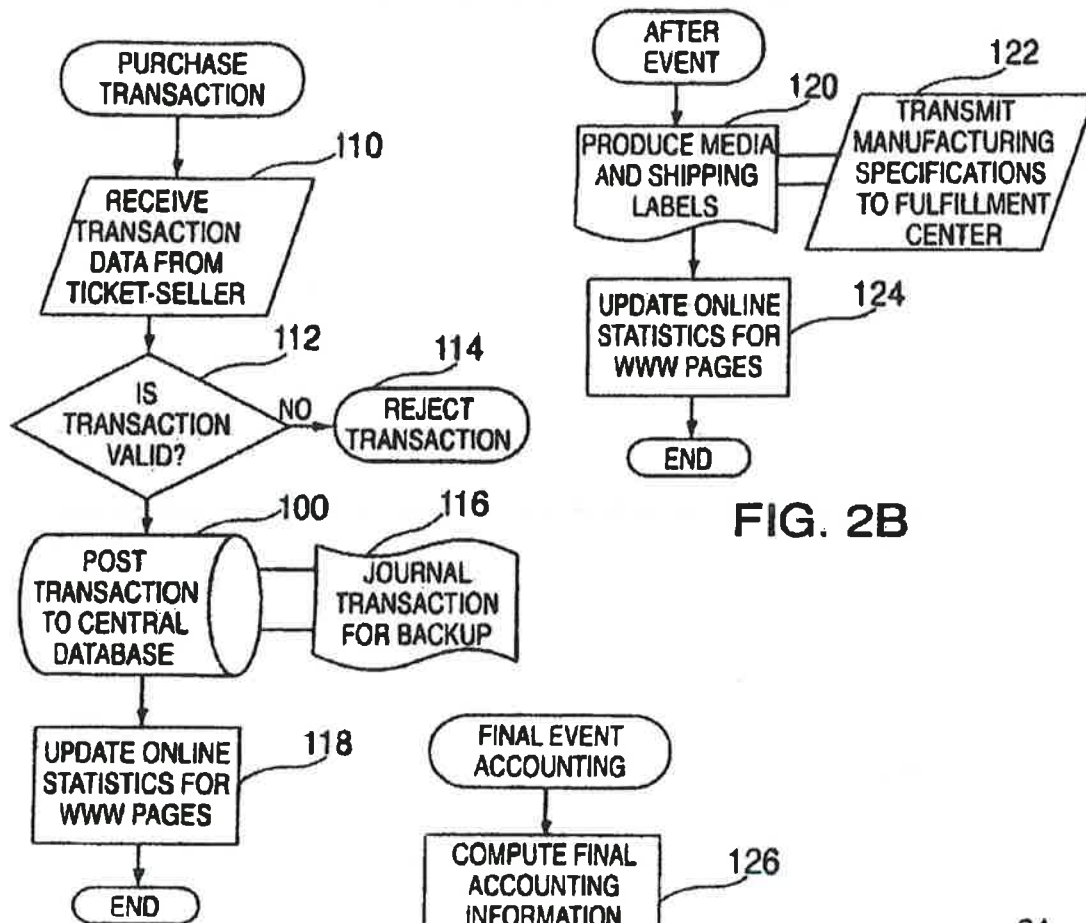 PURCHASE
TRANSACTION
110
RECEIVE
TRANSACTION
DATA FROM
TICKET-SELLER
112
IS
TRANSACTION
VALID?
NO
114
REJECT
TRANSACTION
100
POST
TRANSACTION
TO CENTRAL
DATABASE
116
JOURNAL
TRANSACTION
FOR BACKUP
118
UPDATE ONLINE
STATISTICS FOR
WWW PAGES
END
AFTER
EVENT
120
PRODUCE MEDIA
AND SHIPPING
LABELS
122
TRANSMIT
MANUFACTURING
SPECIFICATIONS
TO FULFILLMENT
CENTER
124
UPDATE ONLINE
STATISTICS FOR
WWW PAGES
END
FIG. 2B
FINAL EVENT
ACCOUNTING
126
COMPUTE FINAL
ACCOUNTING
INFORMATION